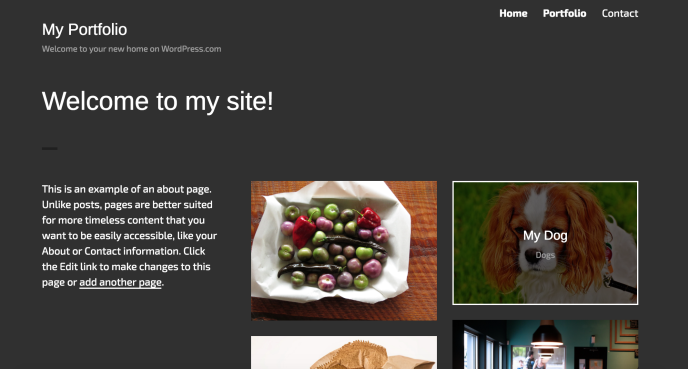 Home Portfolio Contact
My Portfolio
Welcome to your new home on WordPress.com
Welcome to my site!
This is an example of an about page.
Unlike posts, pages are better suited
for more timeless content that you
want to be easily accessible, like your
About or Contact information. Click
the Edit link to make changes to this
page or add another page.
My Dog
Dogs